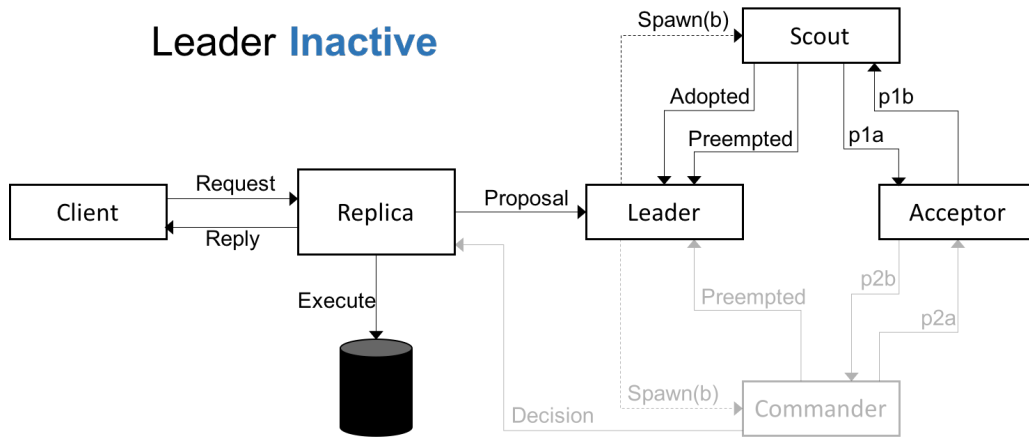 Leader Inactive
Spawn(b)
Scout
Adopted
p1b
Preempted
p1a
Request
Client
Replica
Proposal
Leader
Acceptor
Reply
Execute
Preempted
p2b
p2a
Decision
Spawn(b)
Commander